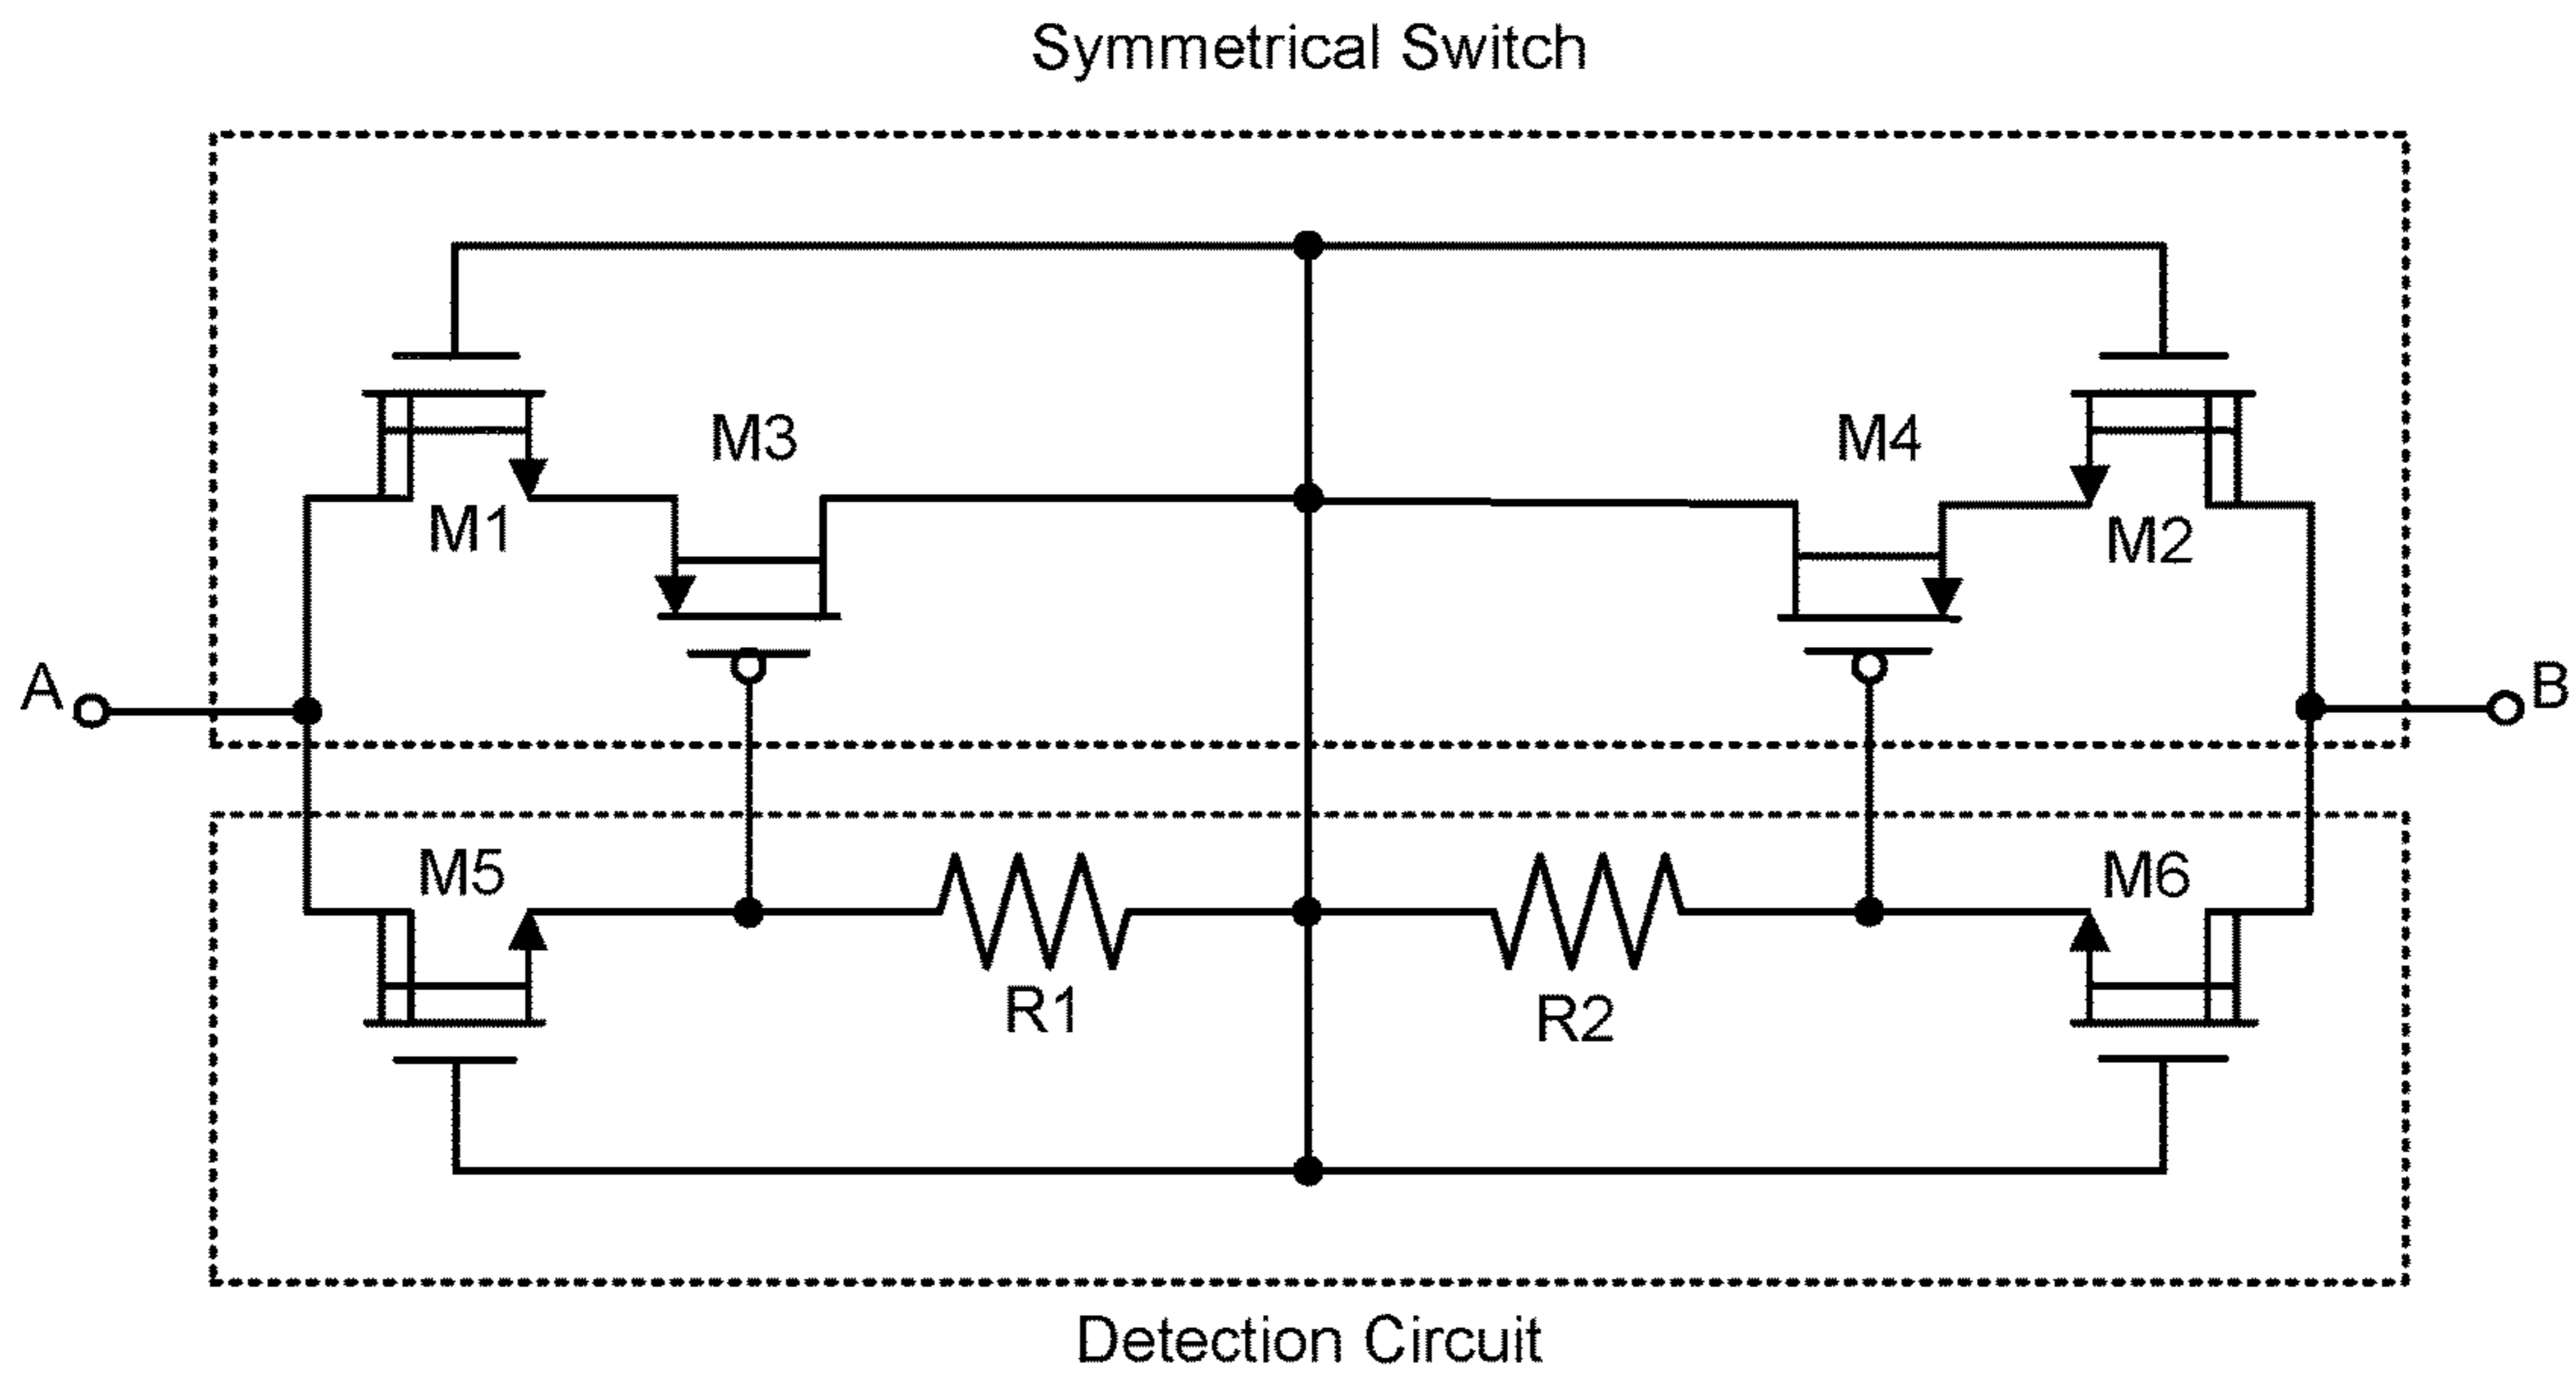 Symmetrical Switch
M3
M4
M1
M2
A
B
M5
M6
R1
R2
Detection Circuit